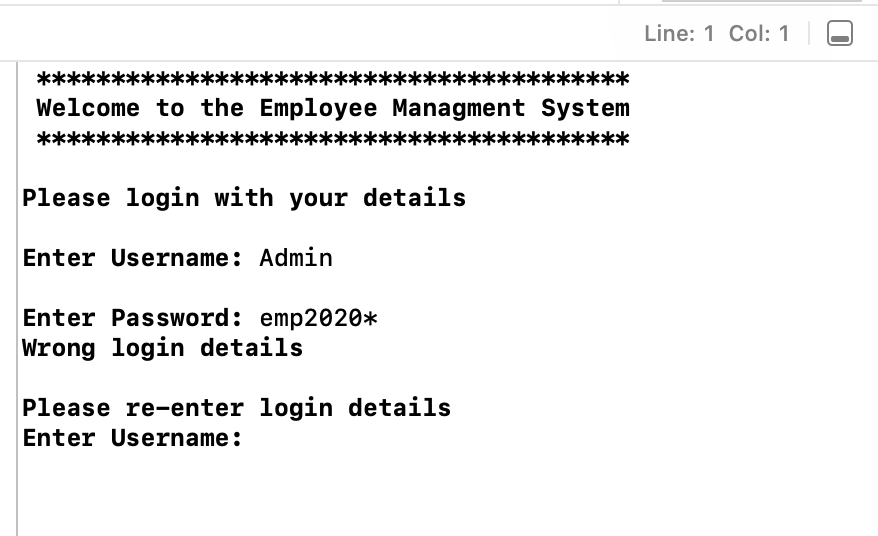 Line: 1 Col: 1
****************************************
Welcome to the Employee Managment System
****************************************
Please login with your details
Enter Username: Admin
Enter Password: emp2020*
Wrong login details
Please re-enter login details
Enter Username: